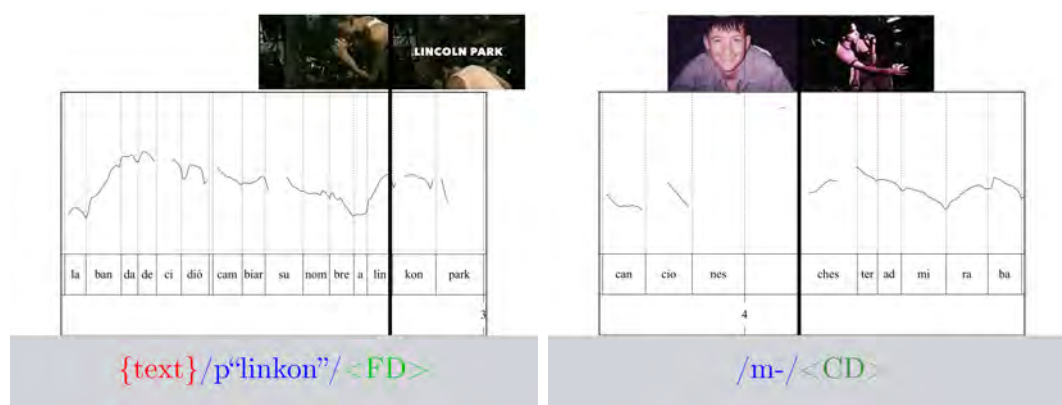 LINCOLN PARK
la ban da de ci dió cam biar su nom bre a lin kon park
3
{text}/p“linkon”/<FD>
can cio nes ches ter ad mi ra ba
4
/m-/<CD>